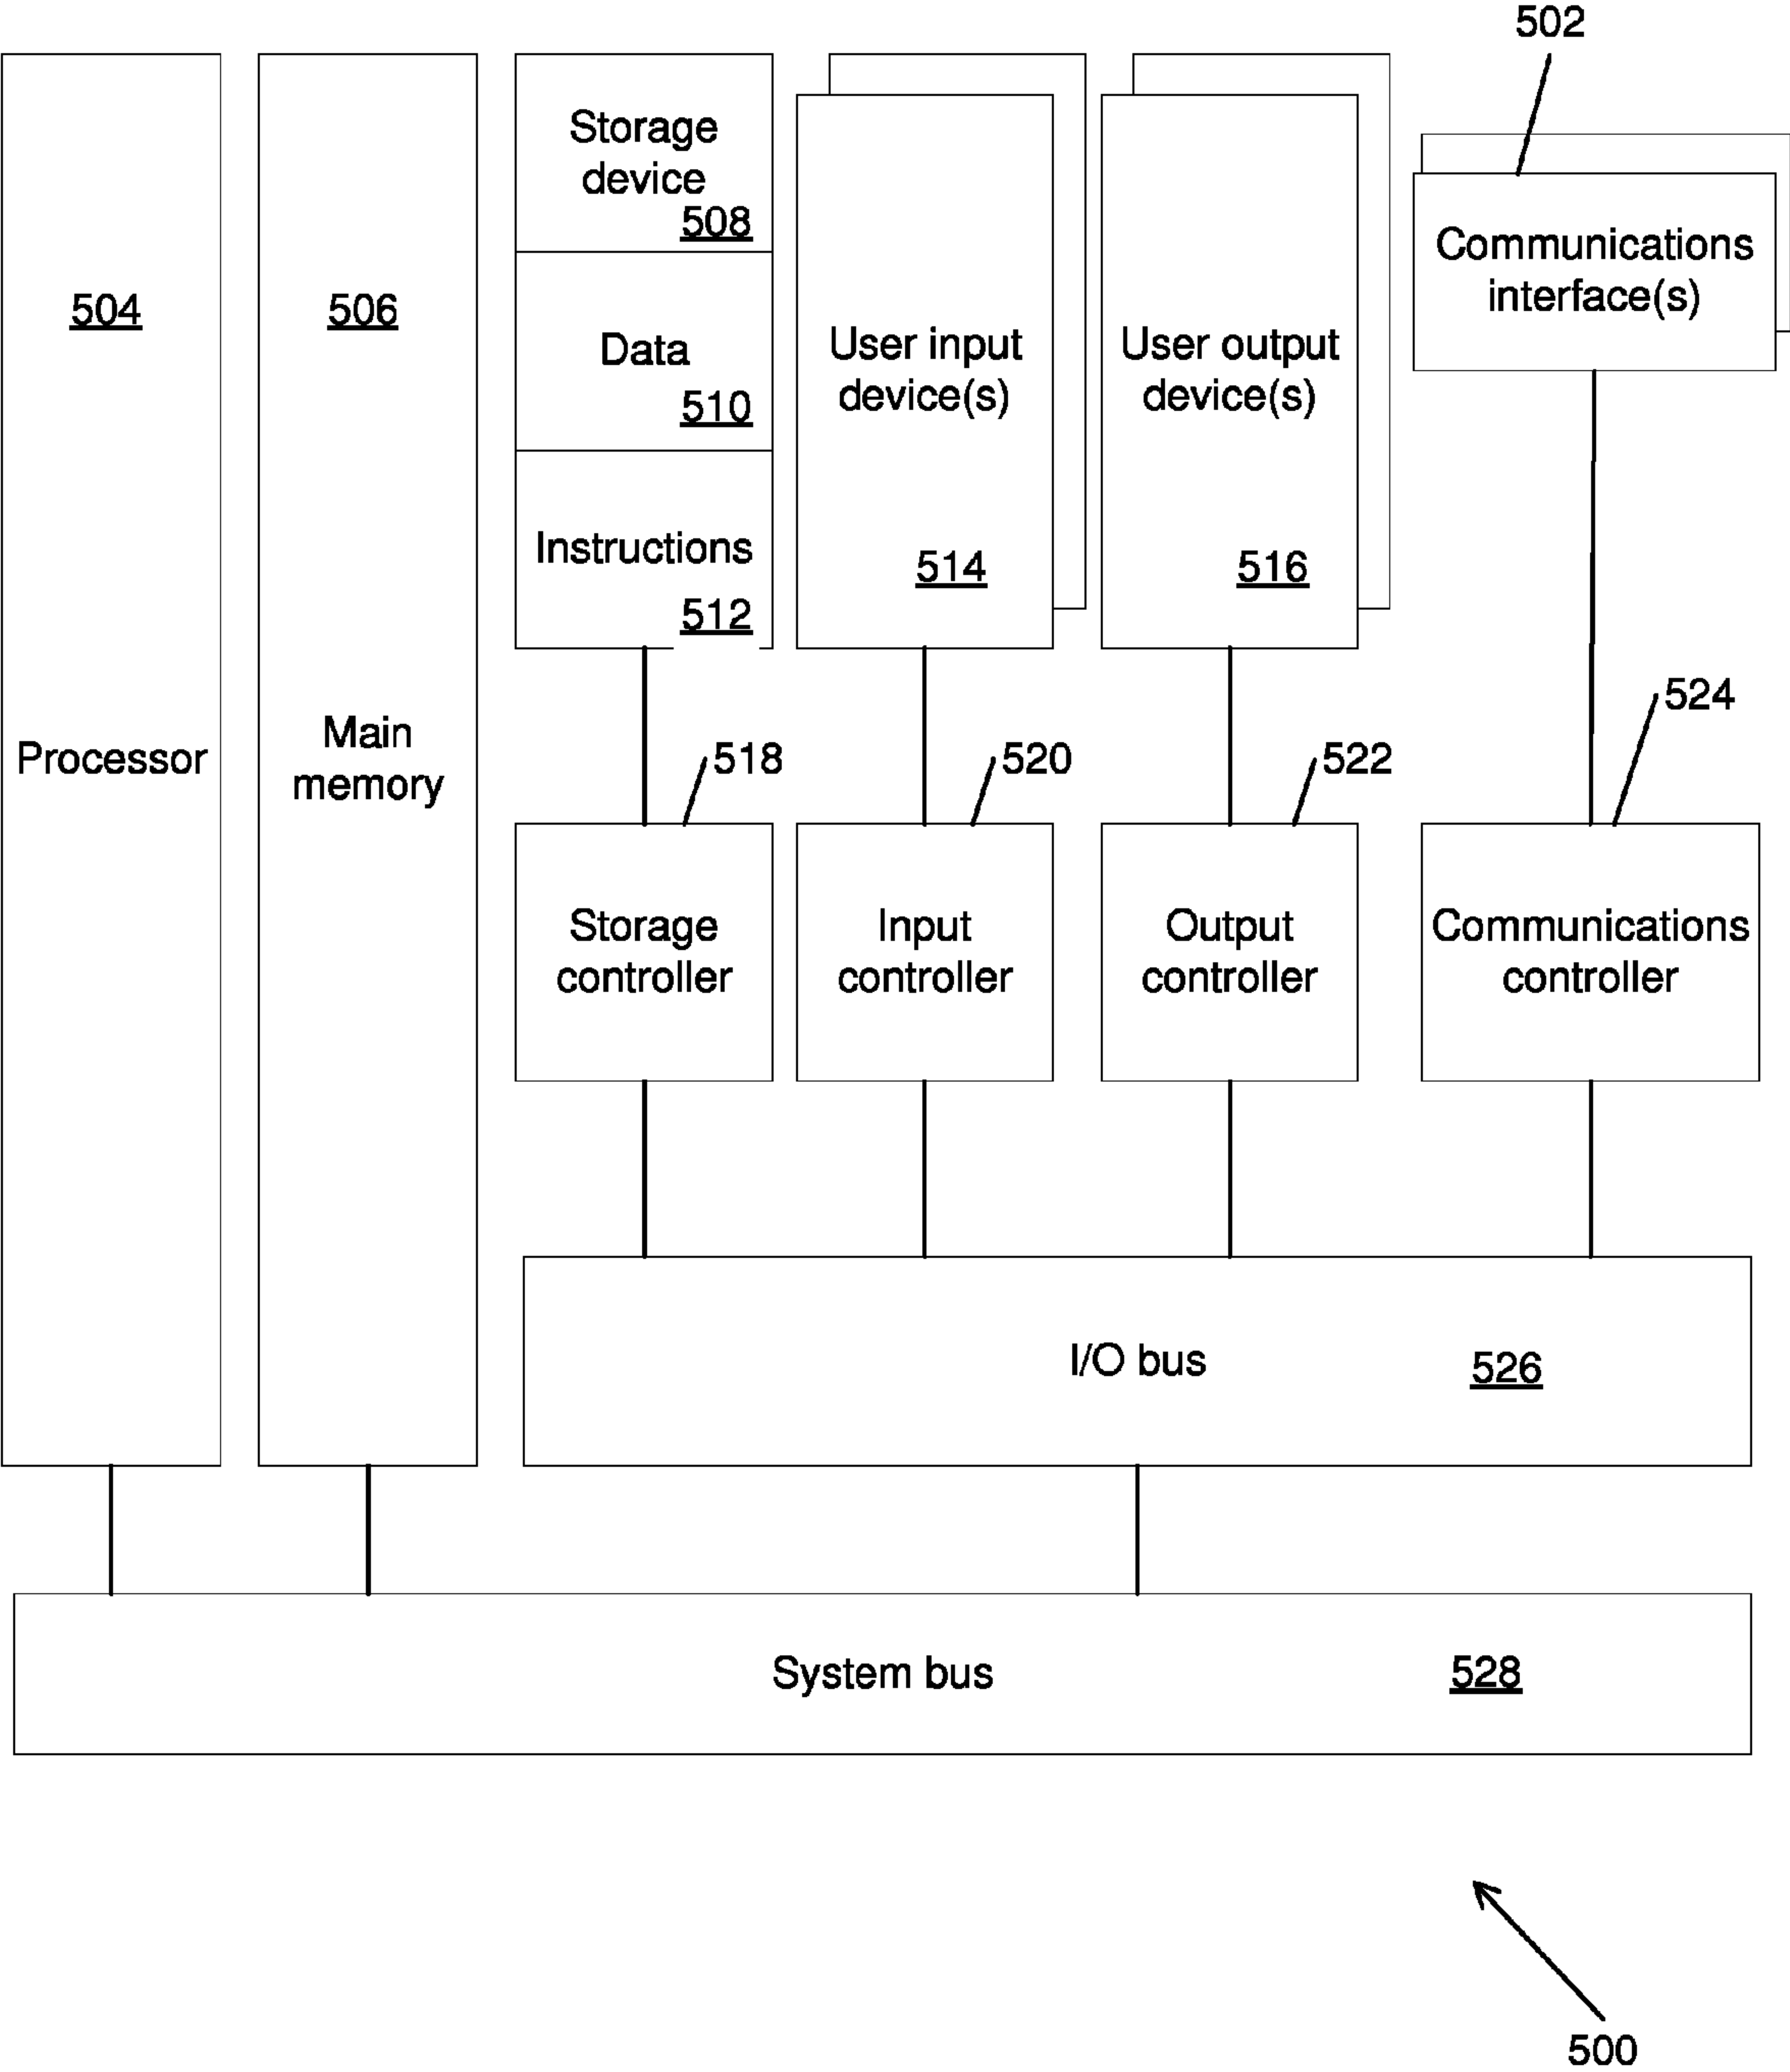 502
Storage
device
508
504
506
Data
510
User input
device(s)
User output
device(s)
Communications
interface(s)
Instructions
512
514
516
Processor
Main
memory
518
520
522
524
Storage
controller
Input
controller
Output
controller
Communications
controller
I/O bus
526
System bus
528
500